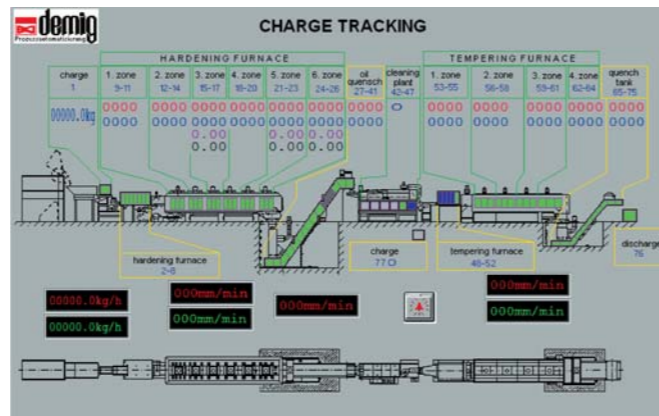 demig
Prozessautomatisierung
CHARGE TRACKING
HARDENING FURNACE
TEMPERING FURNACE
charge
1
1. zone
9-11
2. zone
12-14
3. zone
15-17
4. zone
18-20
5. zone
21-23
6. zone
24-26
oil
quensch
27-41
cleaning
plant
42-47
1. zone
53-55
2. zone
56-58
3. zone
59-61
4. zone
62-64
quench
tank
65-75
00000.0kg
0000 0000 0000 0000 0000 0000 0000 0 0000 0000 0000 0000 0000
0000 0000 0000 0000 0000 0000 0000 0000 0000 0000 0000 0000
0.00 0.00 0.00
0.00 0.00 0.00
hardening furnace
2-8
charge
77 0
tempering furnace
48-52
discharge
76
00000.0kg/h
00000.0kg/h
000mm/min
000mm/min
000mm/min
000mm/min
000mm/min